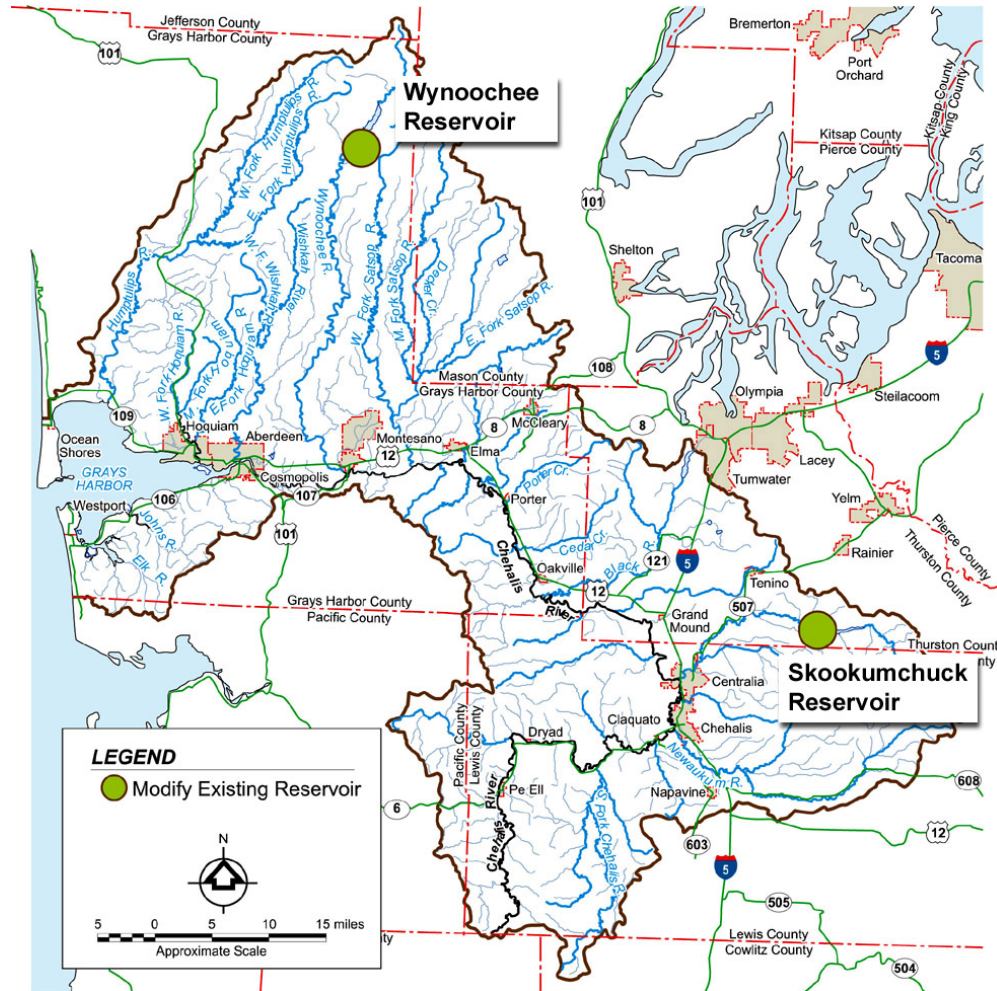 Jefferson County
Grays Harbor County
101
Bremerton
Port
Orchard
Wynoochee
Reservoir
W. Fork Humptulips R.
E. Fork Humptulips R.
Kitsap County
King County
Kitsap County
Pierce County
101
Shelton
Tacoma
Humptulips R.
W. F. Wishkah R.
Wishkah River
Wynoochee R.
W. Fork Satsop R.
M. Fork Satsop R.
Decker Cr.
E. Fork Satsop R.
W. Fork Hoquiam R.
M. Fork Hoquiam
E. Fork Hoquiam R.
Mason County
Grays Harbor County
108
5
Olympia
Steilacoom
109
Hoquiam
Aberdeen
Montesano
12
8
Elma
McCleary
8
Lacey
Tumwater
Ocean
Shores
GRAYS
HARBOR
Cosmopolis
107
106
Westport
Johns R.
Elk R.
101
Porter
Porter Cr.
Yelm
Rainier
Pierce County
Thurston County
Chehalis
River
Cedar Cr.
Black R.
121
5
Oakville
12
Tenino
507
Grand
Mound
Grays Harbor County
Pacific County
Thurston County
Lewis County
Skookumchuck
Reservoir
Centralia
Claquato
Chehalis
Dryad
Pacific County
Lewis County
Newaukum R.
Napavine
608
6
Pe Ell
Chehalis River
S. Fork Chehalis R.
603
12
5
505
Lewis County
Cowlitz County
504
LEGEND
Modify Existing Reservoir
N
5 0 5 10 15 miles
Approximate Scale